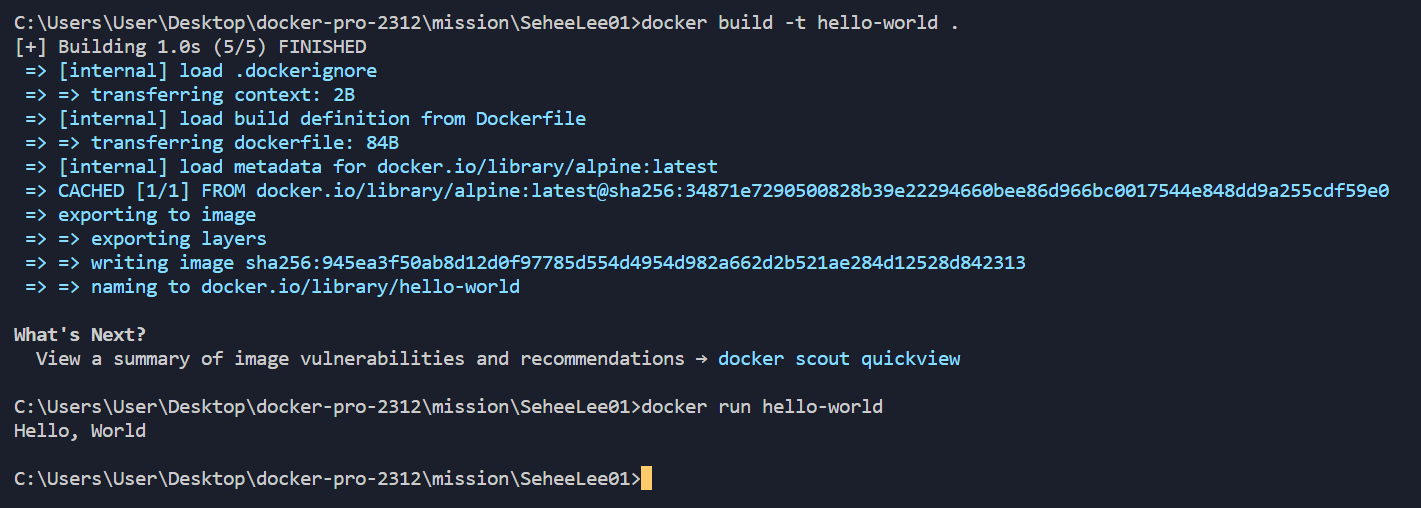 C:\Users\User\Desktop\docker-pro-2312\mission\SeheeLee01>docker build -t hello-world .
[+] Building 1.0s (5/5) FINISHED
 => [internal] load .dockerignore
 => => transferring context: 2B
 => [internal] load build definition from Dockerfile
 => => transferring dockerfile: 84B
 => [internal] load metadata for docker.io/library/alpine:latest
 => CACHED [1/1] FROM docker.io/library/alpine:latest@sha256:34871e7290500828b39e22294660bee86d966bc0017544e848dd9a255cdf59e0
 => exporting to image
 => => exporting layers
 => => writing image sha256:945ea3f50ab8d12d0f97785d554d4954d982a662d2b521ae284d12528d842313
 => => naming to docker.io/library/hello-world
What's Next?
  View a summary of image vulnerabilities and recommendations → docker scout quickview
C:\Users\User\Desktop\docker-pro-2312\mission\SeheeLee01>docker run hello-world
Hello, World
C:\Users\User\Desktop\docker-pro-2312\mission\SeheeLee01>